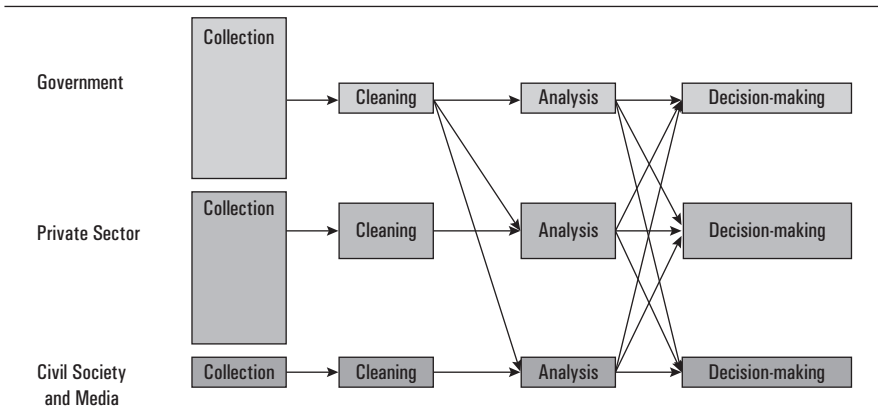 Collection
Government
Cleaning
Analysis
Decision-making
Collection
Private Sector
Cleaning
Analysis
Decision-making
Civil Society
and Media
Collection
Cleaning
Analysis
Decision-making